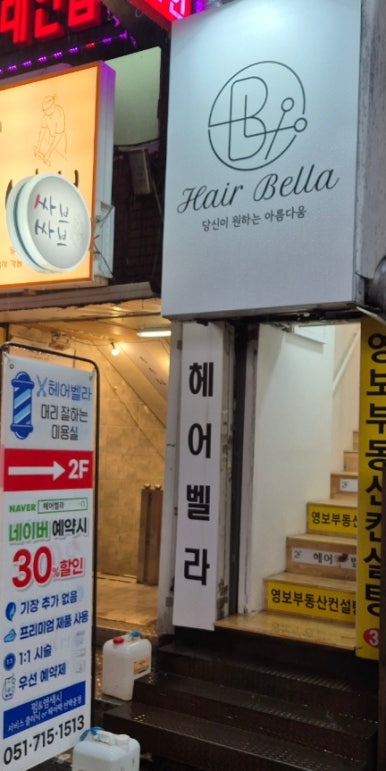 Hair Bella
당신이 원하는 아름다움
싸브
싸브
헤어벨라
머리 잘하는
미용실
2F
NAVER 헤어벨라
네이버 예약시
30%할인
기장 추가 없음
프리미엄 제품 사용
1:1 시술
우선 예약제
펌&염색시
051·715·1513
헤어벨라
영보부동산컨설팅
3
영보부동산
헤어벨
영보부동산컨설팅